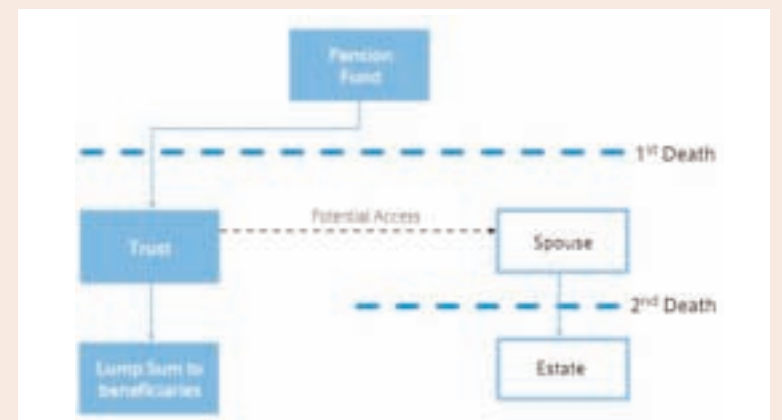 Pension
Fund
1st Death
Potential Access
Trust
Spouse
2nd Death
Lump Sum to
beneficiaries
Estate